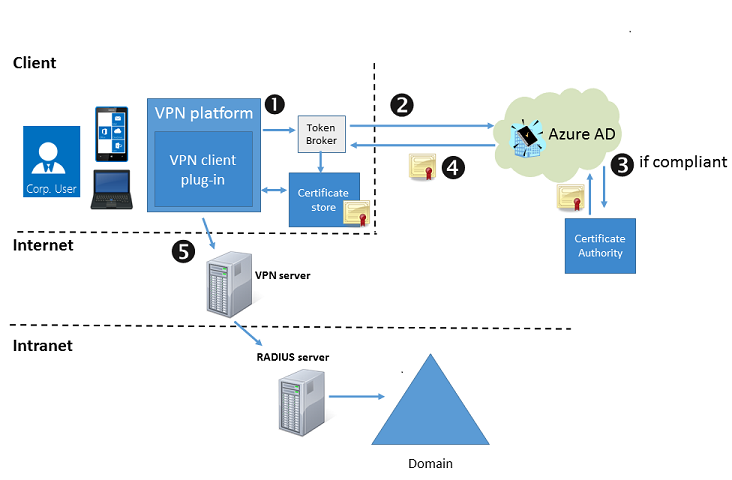 Client
VPN platform
VPN client
plug-in
Corp. User
1
Token
Broker
2
Azure AD
3 if compliant
4
Certificate
store
Certificate
Authority
Internet
5
VPN server
Intranet
RADIUS server
Domain